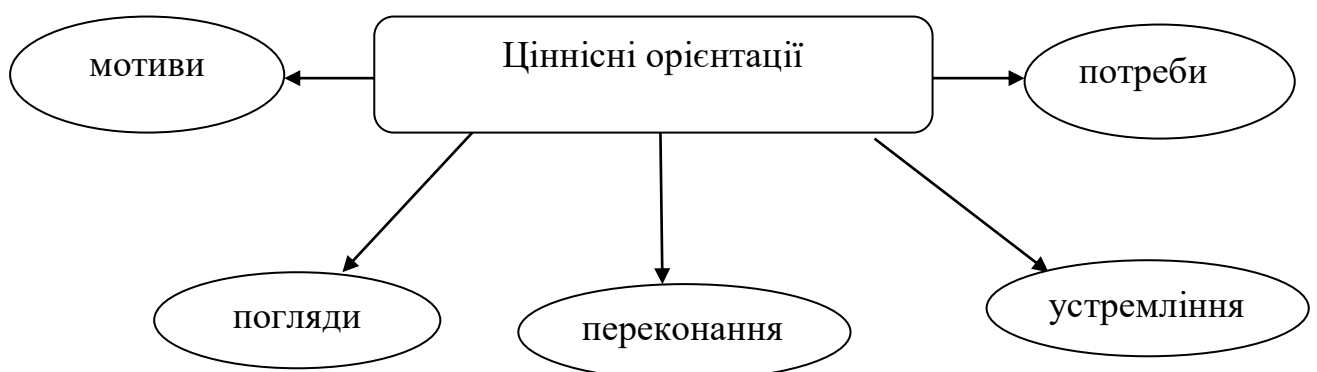 Ціннісні орієнтації
мотиви
потреби
погляди
переконання
устремління